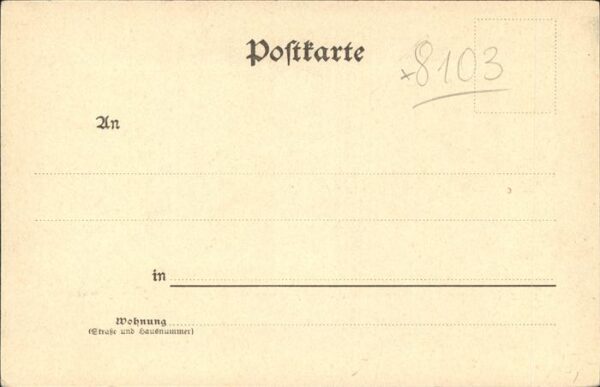 Postkarte
*8103
An
in
Wohnung
(Straße und Hausnummer)